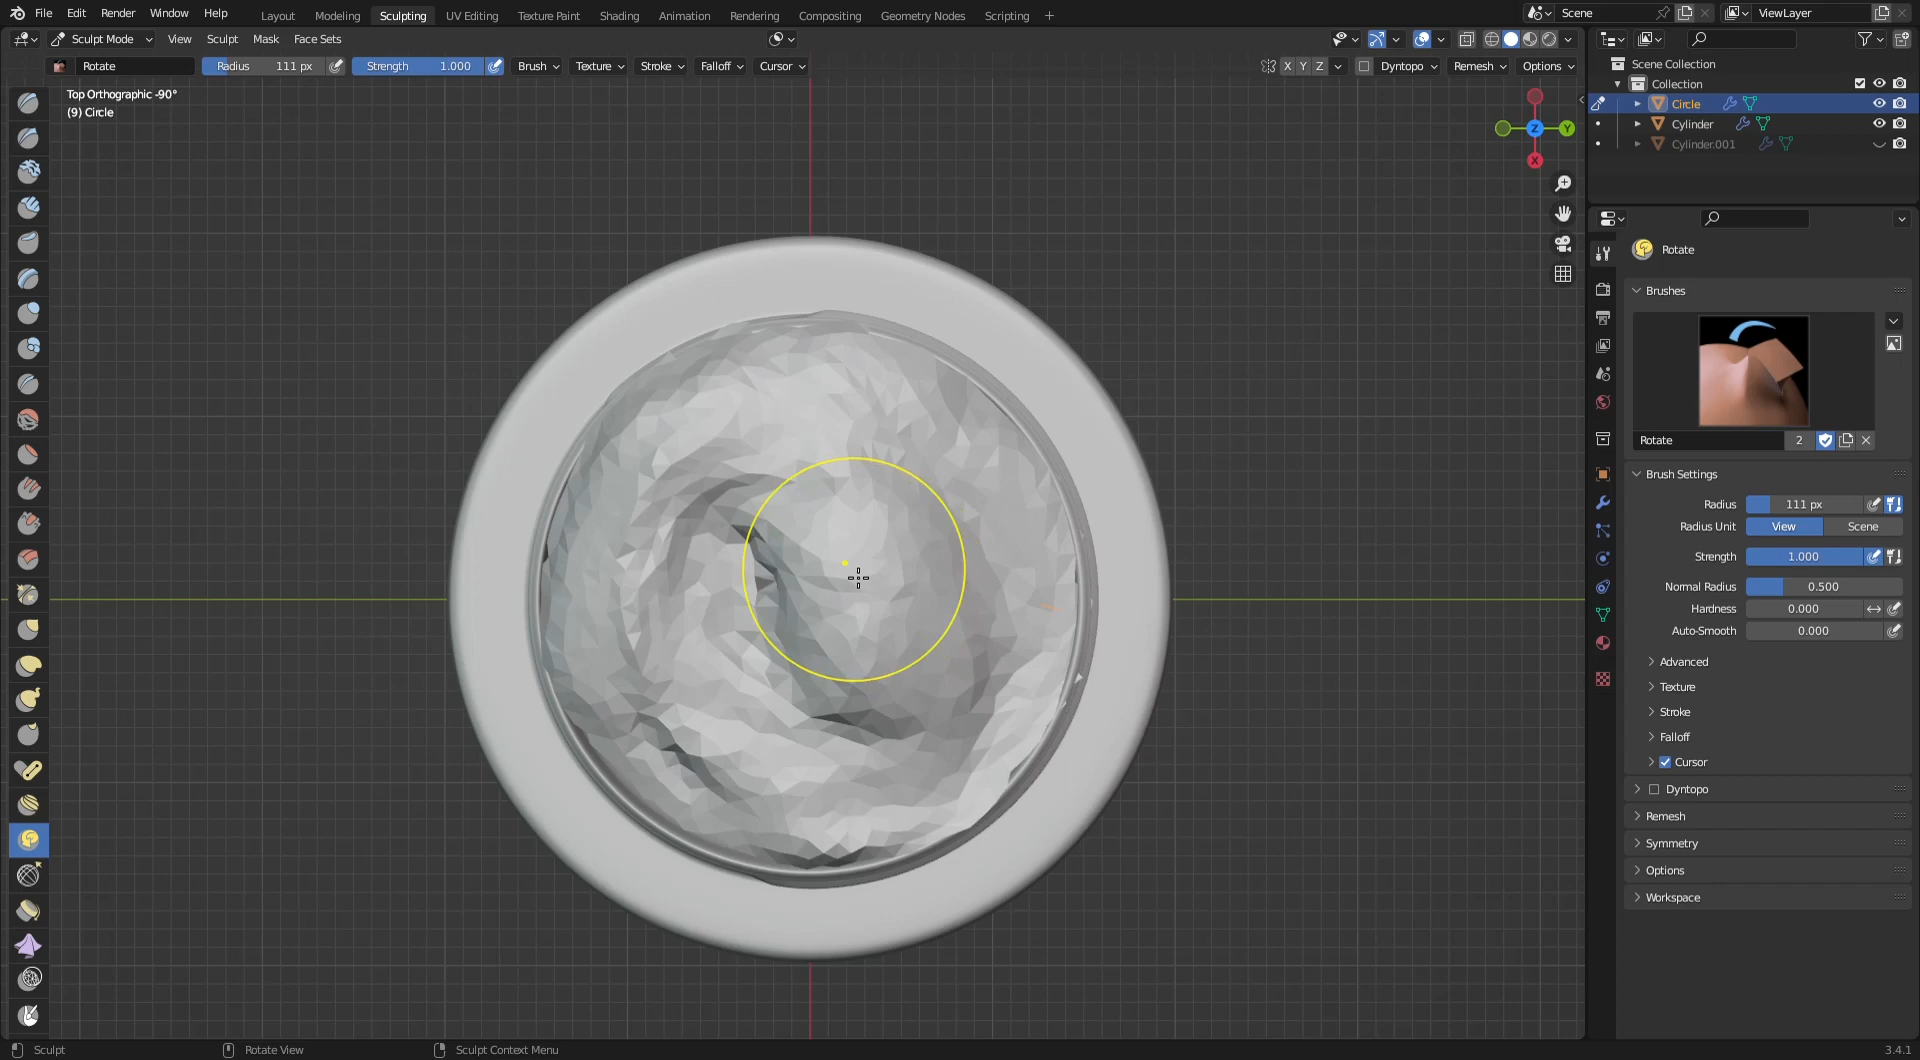 File Edit Render Window Help Layout Modeling Sculpting UV Editing Texture Paint Shading Animation Rendering Compositing Geometry Nodes Scripting + Scene ViewLayer
Sculpt Mode View Sculpt Mask Face Sets
Rotate Radius 111 px Strength 1.000 Brush Texture Stroke Falloff Cursor X Y Z Dyntopo Remesh Options
Top Orthographic -90°
(9) Circle
Z Y
X
Scene Collection
Collection
Circle
Cylinder
Cylinder.001
Rotate
Brushes
Rotate 2
Brush Settings
Radius 111 px
Radius Unit View Scene
Strength 1.000
Normal Radius 0.500
Hardness 0.000
Auto-Smooth 0.000
Advanced
Texture
Stroke
Falloff
Cursor
Dyntopo
Remesh
Symmetry
Options
Workspace
Sculpt Rotate View Sculpt Context Menu 3.4.1